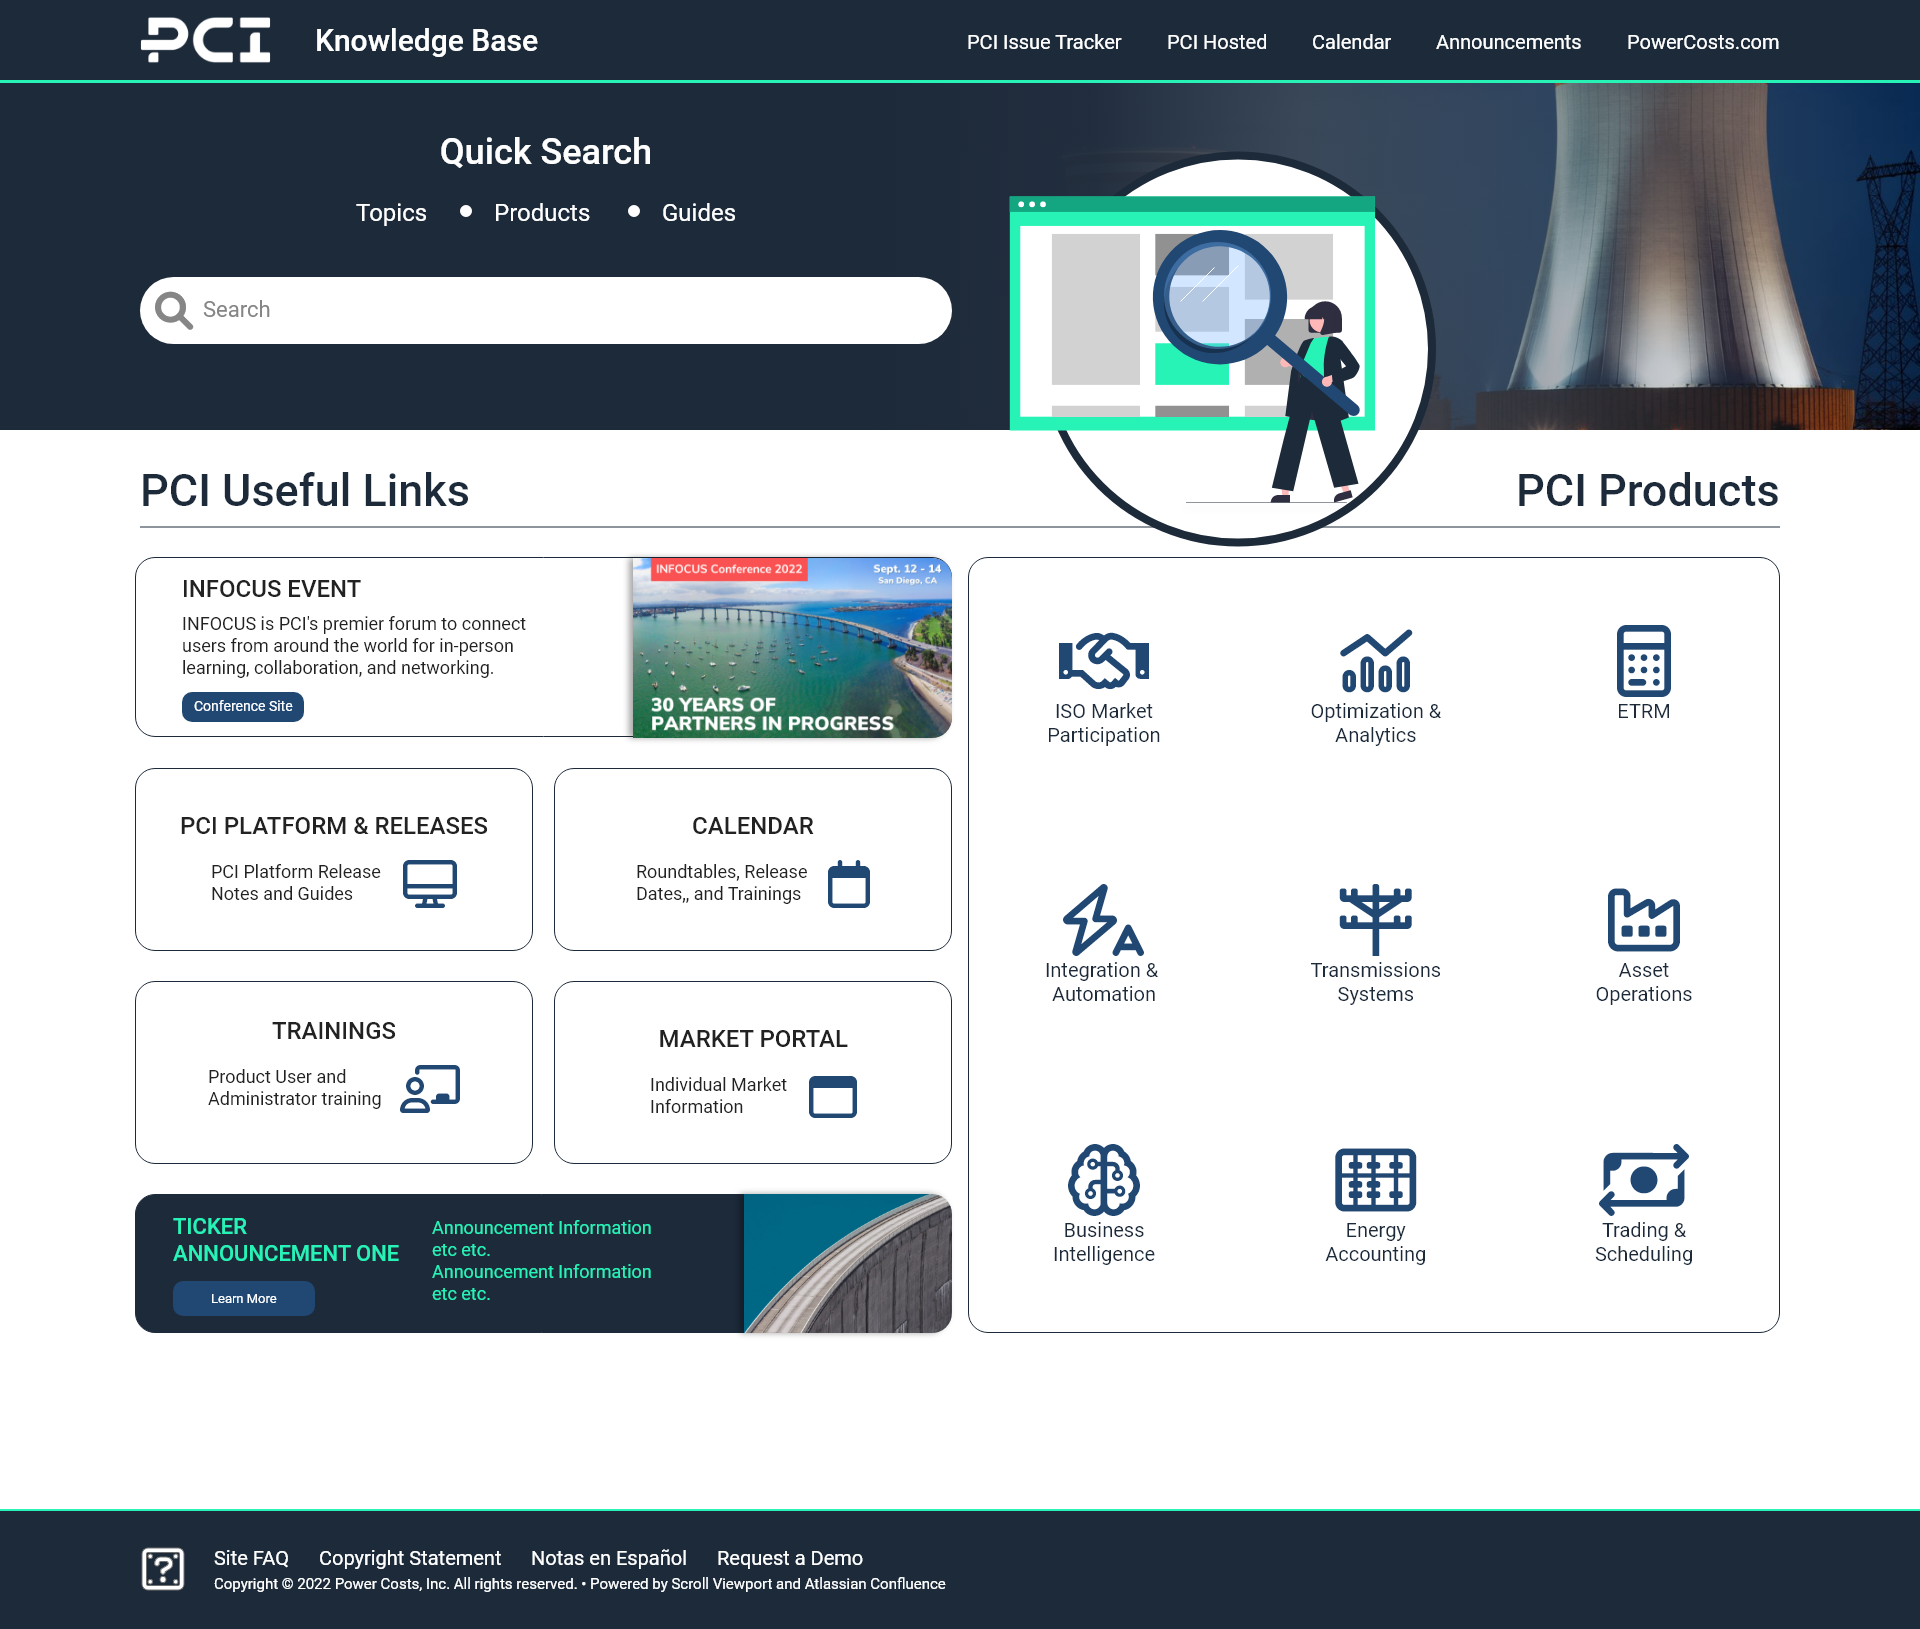 PCI
Knowledge Base
PCI Issue Tracker
PCI Hosted
Calendar
Announcements
PowerCosts.com
Quick Search
Topics • Products • Guides
Search
PCI Useful Links
PCI Products
INFOCUS EVENT
INFOCUS is PCI's premier forum to connect
users from around the world for in-person
learning, collaboration, and networking.
Conference Site
INFOCUS Conference 2022
Sept. 12 - 14
San Diego, CA
30 YEARS OF
PARTNERS IN PROGRESS
PCI PLATFORM & RELEASES
PCI Platform Release
Notes and Guides
CALENDAR
Roundtables, Release
Dates,, and Trainings
TRAININGS
Product User and
Administrator training
MARKET PORTAL
Individual Market
Information
TICKER
ANNOUNCEMENT ONE
Learn More
Announcement Information
etc etc.
Announcement Information
etc etc.
ISO Market
Participation
Optimization &
Analytics
ETRM
Integration &
Automation
Transmissions
Systems
Asset
Operations
Business
Intelligence
Energy
Accounting
Trading &
Scheduling
Site FAQ
Copyright Statement
Notas en Español
Request a Demo
Copyright © 2022 Power Costs, Inc. All rights reserved. • Powered by Scroll Viewport and Atlassian Confluence